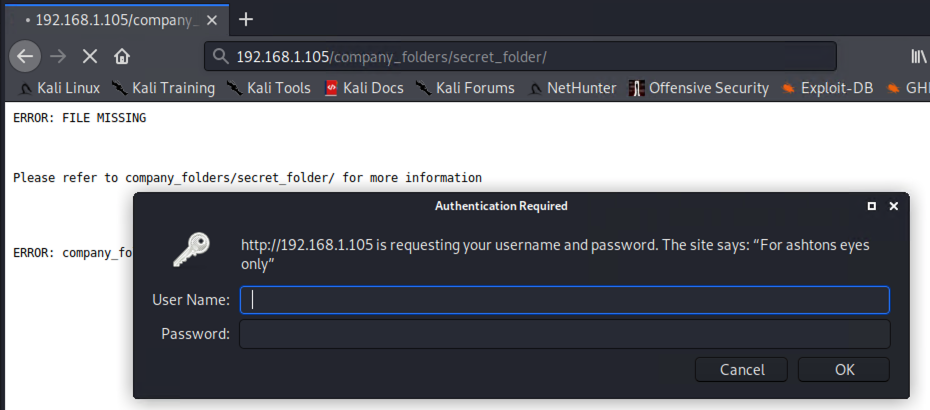 192.168.1.105/company_
192.168.1.105/company_folders/secret_folder/
Kali Linux Kali Training Kali Tools Kali Docs Kali Forums NetHunter Offensive Security Exploit-DB GH
ERROR: FILE MISSING
Please refer to company_folders/secret_folder/ for more information
ERROR: company_fo
Authentication Required
http://192.168.1.105 is requesting your username and password. The site says: “For ashtons eyes
only”
User Name:
Password:
Cancel OK